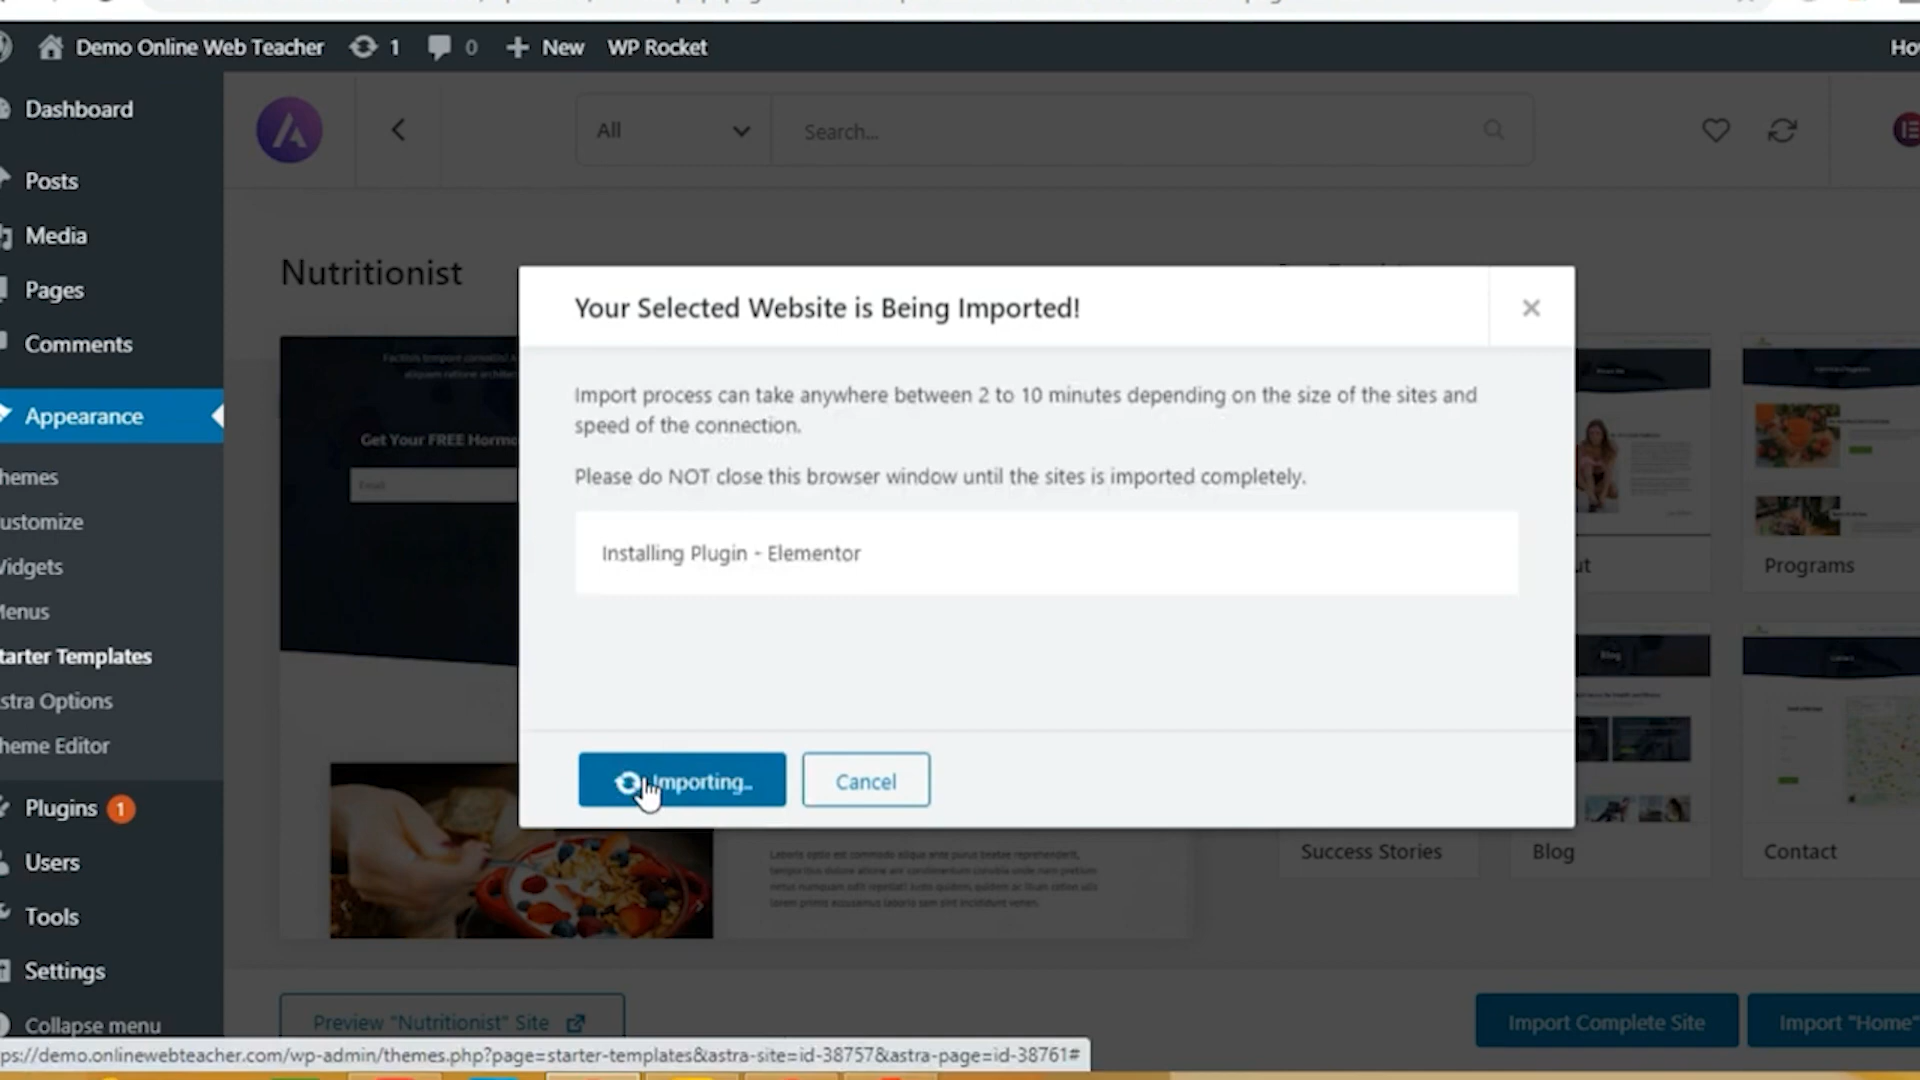 Demo Online Web Teacher 1 0 New WP Rocket
Dashboard
Posts
Media
Pages
Comments
Appearance
hemes
ustomize
Widgets
Menus
tarter Templates
stra Options
heme Editor
Plugins 1
Users
Tools
Settings
Collapse menu
All Search...
Nutritionist
Get Your FREE Hormo
Email
Your Selected Website is Being Imported!
Import process can take anywhere between 2 to 10 minutes depending on the size of the sites and
speed of the connection.
Please do NOT close this browser window until the sites is imported completely.
Installing Plugin - Elementor
Importing..
Cancel
ut
Programs
Blog
Success Stories
Blog
Contact
Preview "Nutritionist" Site
Import Complete Site
Import "Home"
ps://demo.onlinewebteacher.com/wp-admin/themes.php?page=starter-templates&astra-site=id-38757&astra-page=id-38761#